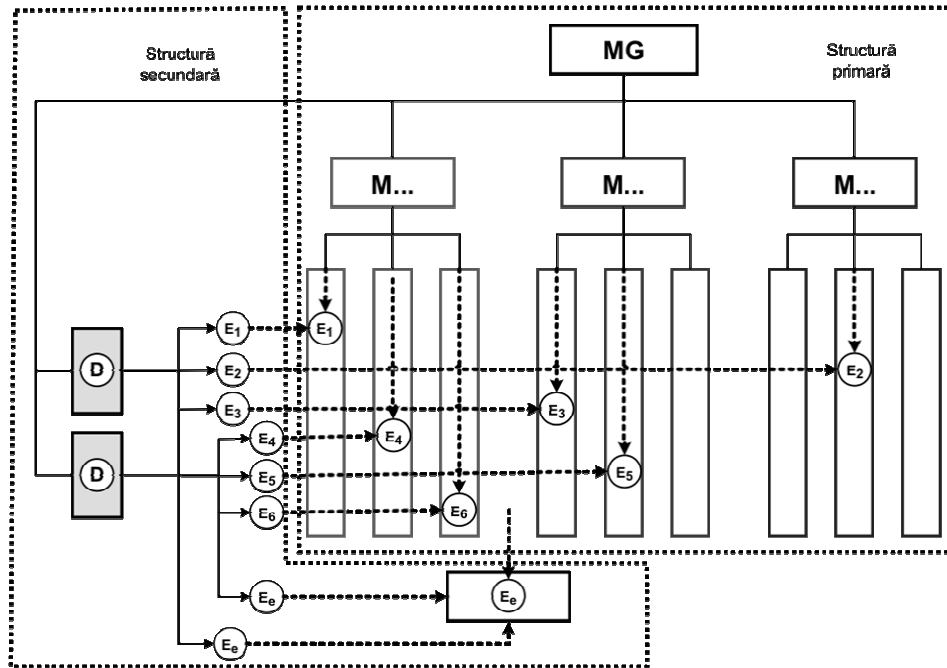 Structură
secundară
MG
Structură
primară
M...
M...
M...
E1
E1
D
E2
E2
E3
E3
E4
E4
D
E5
E5
E6
E6
Ee
Ee
Ee